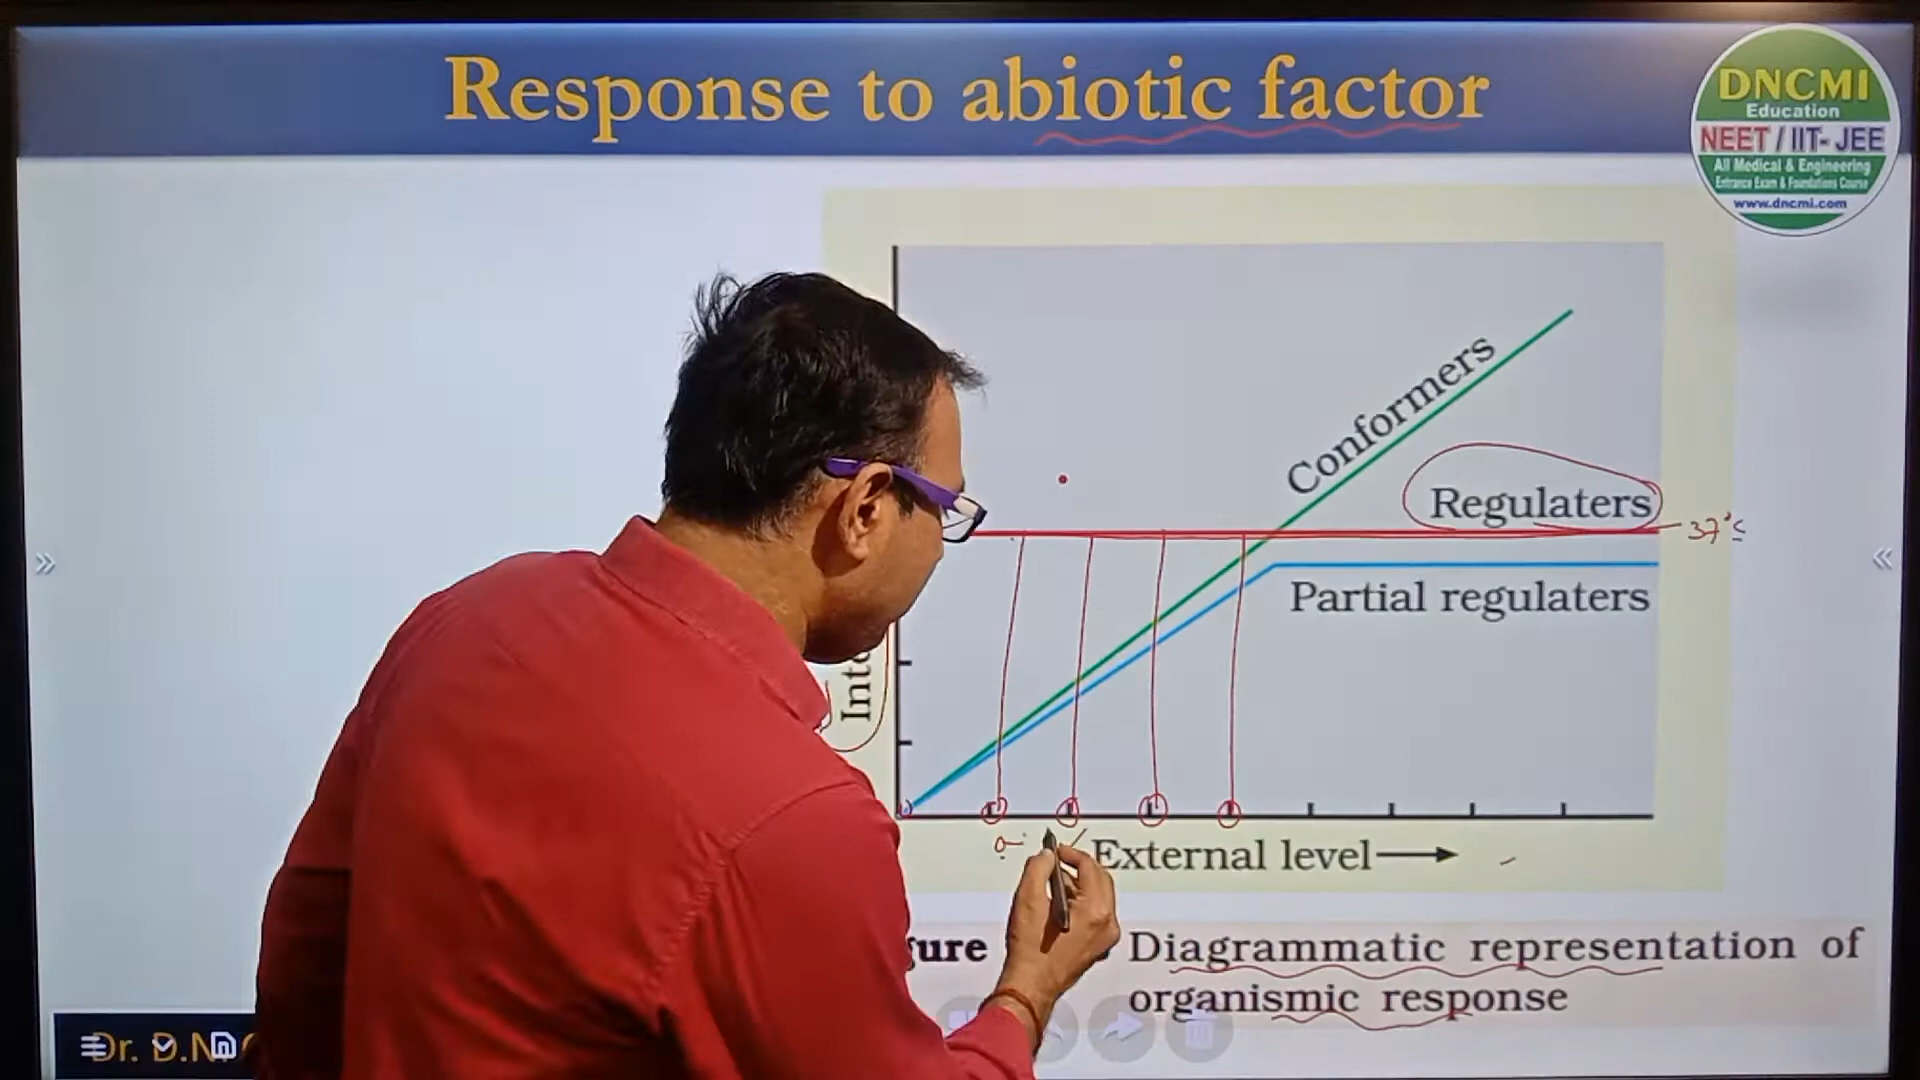 Response to abiotic factor
DNCMI
Education
NEET / IIT- JEE
All Medical & Engineering
Entrance Exam & Foundations Course
www.dncmi.com
Conformers
Regulaters
37°c
Partial regulaters
External level
Diagrammatic representation of
organismic response
Dr. D.N.